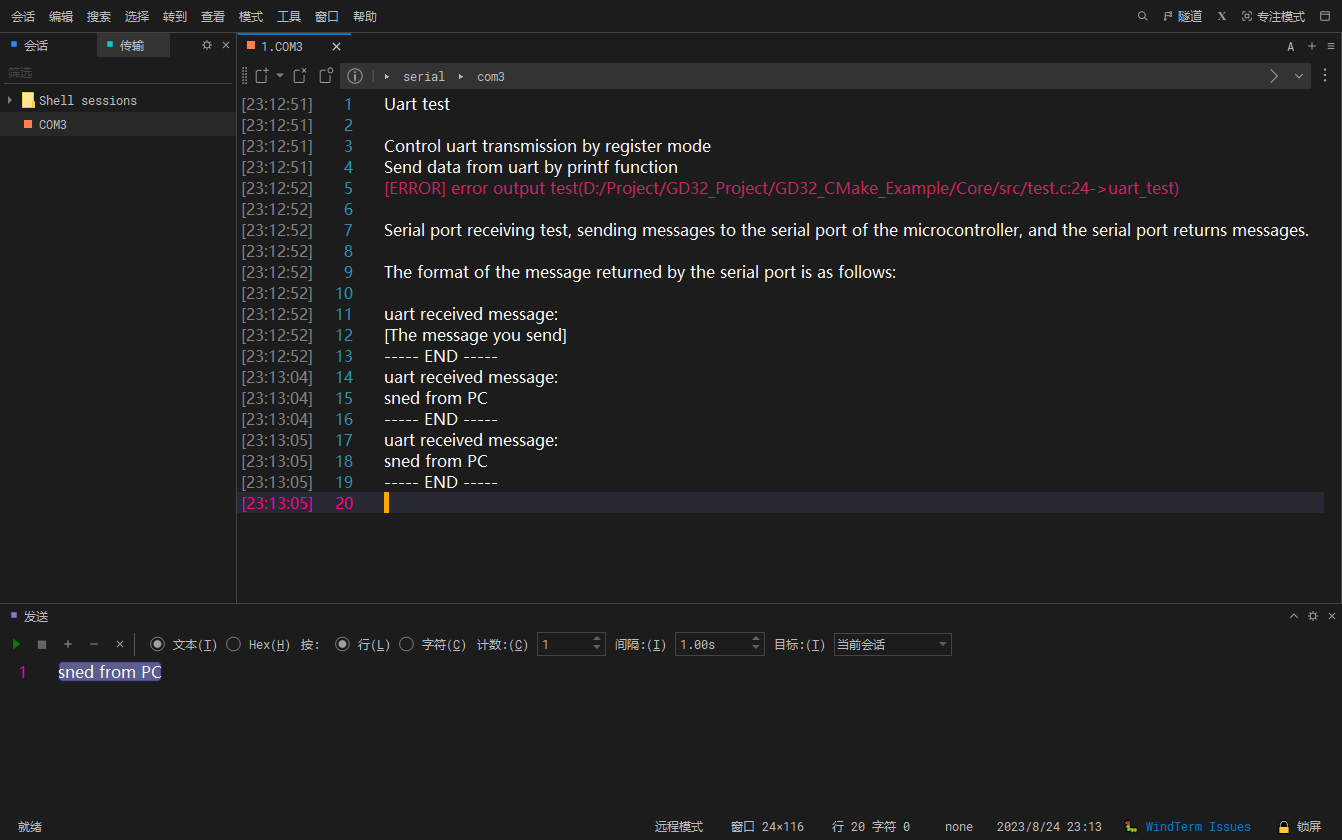 会话 编辑 搜索 选择 转到 查看 模式 工具 窗口 帮助 隧道 X 专注模式
会话 传输
筛选
Shell sessions
COM3
1.COM3 A
serial com3
[23:12:51] 1 Uart test
[23:12:51] 2
[23:12:51] 3 Control uart transmission by register mode
[23:12:51] 4 Send data from uart by printf function
[23:12:52] 5 [ERROR] error output test(D:/Project/GD32_Project/GD32_CMake_Example/Core/src/test.c:24->uart_test)
[23:12:52] 6
[23:12:52] 7 Serial port receiving test, sending messages to the serial port of the microcontroller, and the serial port returns messages.
[23:12:52] 8
[23:12:52] 9 The format of the message returned by the serial port is as follows:
[23:12:52] 10
[23:12:52] 11 uart received message:
[23:12:52] 12 [The message you send]
[23:12:52] 13 ----- END -----
[23:13:04] 14 uart received message:
[23:13:04] 15 sned from PC
[23:13:04] 16 ----- END -----
[23:13:05] 17 uart received message:
[23:13:05] 18 sned from PC
[23:13:05] 19 ----- END -----
[23:13:05] 20
发送
文本(T) Hex(H) 按: 行(L) 字符(C) 计数:(C) 1 间隔:(I) 1.00s 目标:(T) 当前会话
1 sned from PC
就绪 远程模式 窗口 24×116 行 20 字符 0 none 2023/8/24 23:13 WindTerm Issues 锁屏